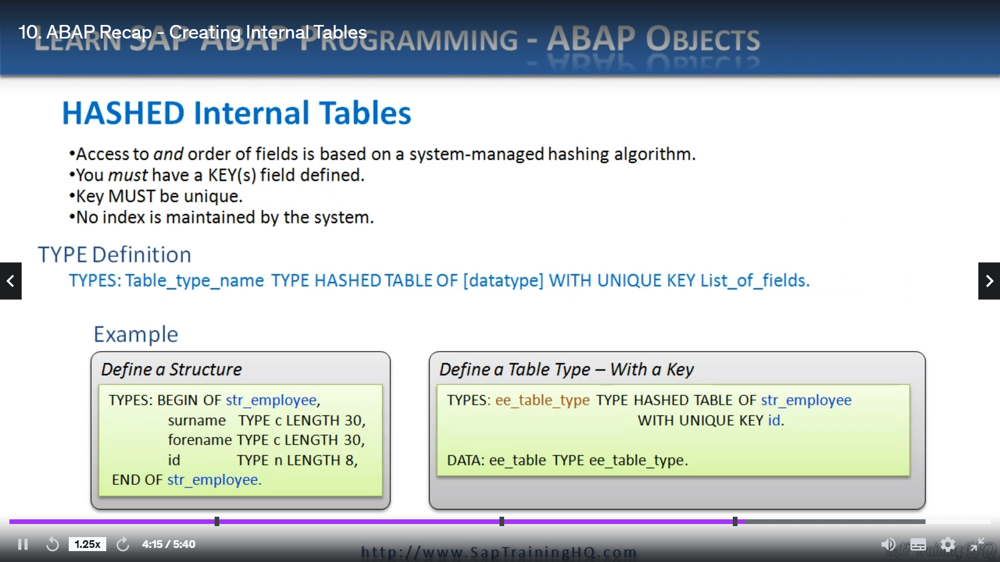 10. ABAP Recap - Creating Internal Tables
LEARN SAP ABAP PROGRAMMING - ABAP OBJECTS
HASHED Internal Tables
•Access to and order of fields is based on a system-managed hashing algorithm.
•You must have a KEY(s) field defined.
•Key MUST be unique.
•No index is maintained by the system.
TYPE Definition
TYPES: Table_type_name TYPE HASHED TABLE OF [datatype] WITH UNIQUE KEY List_of_fields.
Example
Define a Structure
TYPES: BEGIN OF str_employee,
surname TYPE c LENGTH 30,
forename TYPE c LENGTH 30,
id TYPE n LENGTH 8,
END OF str_employee.
Define a Table Type – With a Key
TYPES: ee_table_type TYPE HASHED TABLE OF str_employee
WITH UNIQUE KEY id.
DATA: ee_table TYPE ee_table_type.
1.25x
4:15 / 5:40
http://www.SapTrainingHQ.com